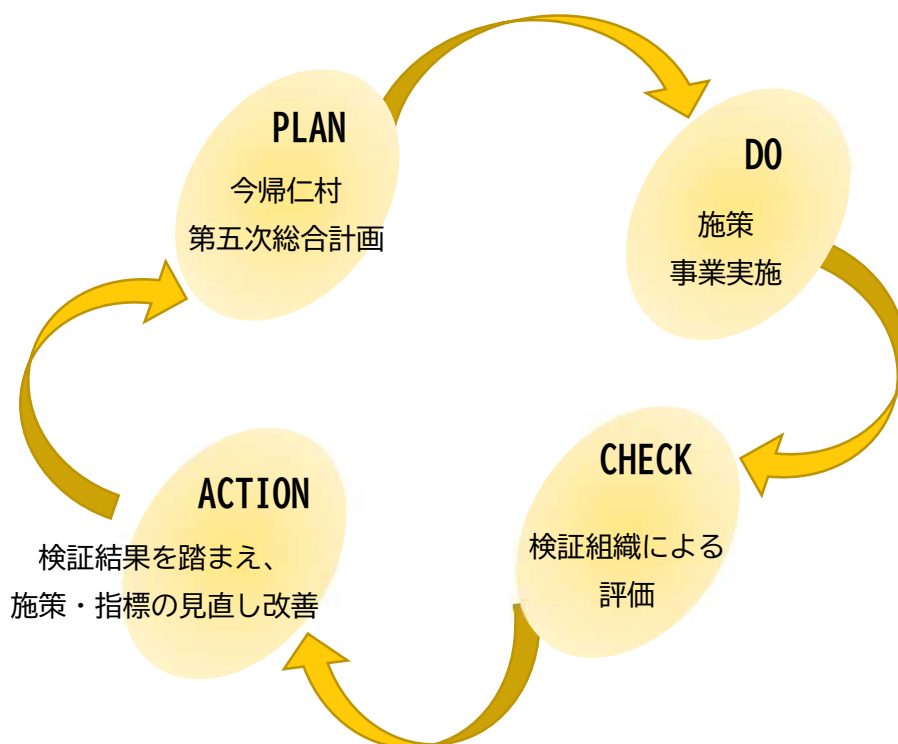 PLAN
今帰仁村
第五次総合計画
DO
施策
事業実施
CHECK
検証組織による
評価
ACTION
検証結果を踏まえ、
施策・指標の見直し改善